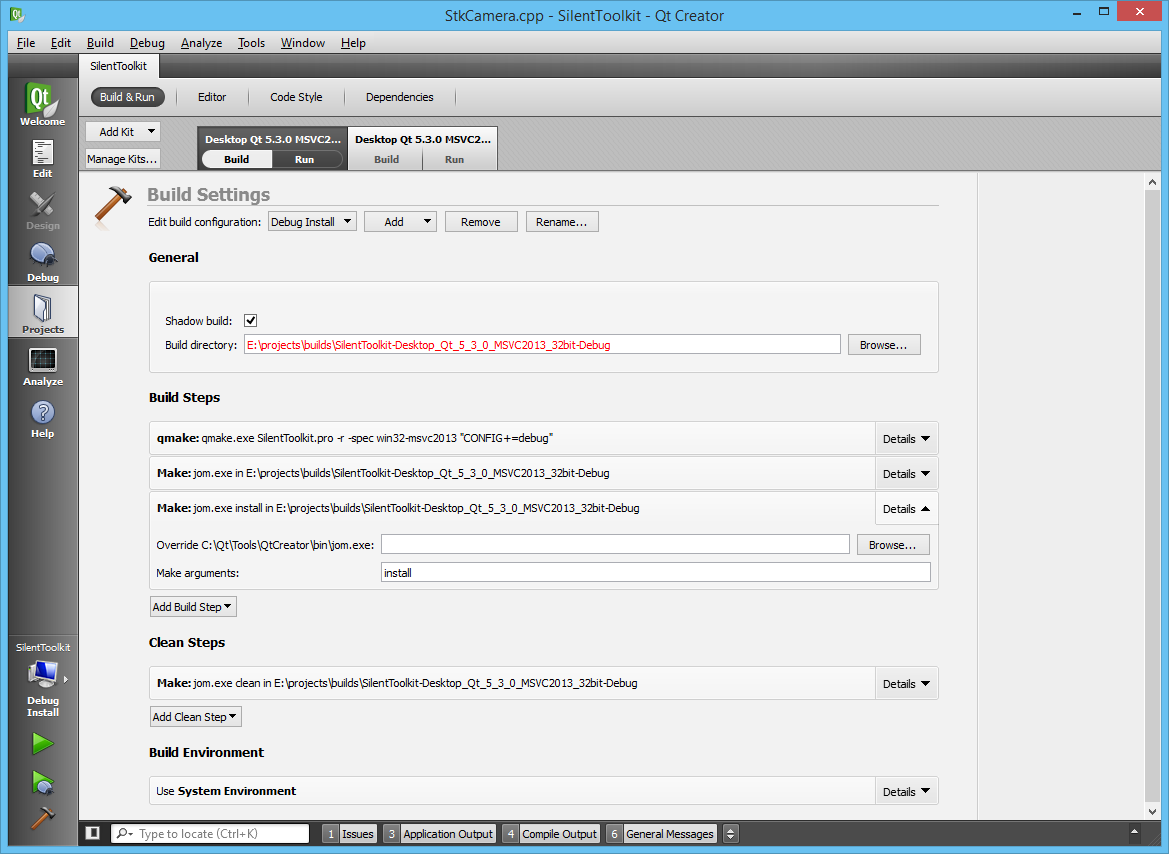 StkCamera.cpp - SilentToolkit - Qt Creator
File Edit Build Debug Analyze Tools Window Help
SilentToolkit
Build & Run Editor Code Style Dependencies
Add Kit
Manage Kits...
Desktop Qt 5.3.0 MSVC2... Desktop Qt 5.3.0 MSVC2...
Build Run Build Run
Qt
Welcome
Edit
Design
Debug
Projects
Analyze
?
Help
Build Settings
Edit build configuration: Debug Install Add Remove Rename...
General
Shadow build:
Build directory: E:\projects\builds\SilentToolkit-Desktop_Qt_5_3_0_MSVC2013_32bit-Debug Browse...
Build Steps
qmake: qmake.exe SilentToolkit.pro -r -spec win32-msvc2013 "CONFIG+=debug" Details
Make: jom.exe in E:\projects\builds\SilentToolkit-Desktop_Qt_5_3_0_MSVC2013_32bit-Debug Details
Make: jom.exe install in E:\projects\builds\SilentToolkit-Desktop_Qt_5_3_0_MSVC2013_32bit-Debug Details
Override C:\Qt\Tools\QtCreator\bin\jom.exe: Browse...
Make arguments: install
Add Build Step
Clean Steps
Make: jom.exe clean in E:\projects\builds\SilentToolkit-Desktop_Qt_5_3_0_MSVC2013_32bit-Debug Details
Add Clean Step
Build Environment
Use System Environment Details
SilentToolkit
Debug
Install
Type to locate (Ctrl+K) 1 Issues 3 Application Output 4 Compile Output 6 General Messages